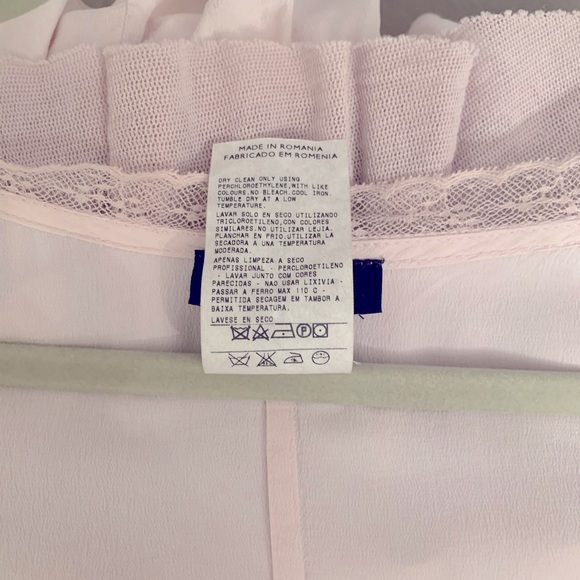 MADE IN ROMANIA
FABRICADO EM ROMENIA
DRY CLEAN ONLY USING
PERCHLOROETHYLENE,WITH LIKE
COLOURS.NO BLEACH.COOL IRON.
TUMBLE DRY AT A LOW
TEMPERATURE.
LAVAR SOLO EN SECO UTILIZANDO
TRICLOROETILENO,CON COLORES
SIMILARES.NO UTILIZAR LEJIA.
PLANCHAR EN FRIO.UTILIZAR LA
SECADORA A UNA TEMPERATURA
MODERADA.
APENAS LIMPEZA A SECO
PROFISSIONAL - PERCLOROETILENO
- LAVAR JUNTO COM CORES
PARECIDAS - NAO USAR LIXIVIA -
PASSAR A FERRO MAX 110 C -
PERMITIDA SECAGEM EM TAMBOR A
BAIXA TEMPERATURA.
LAVESE EN SECO
P